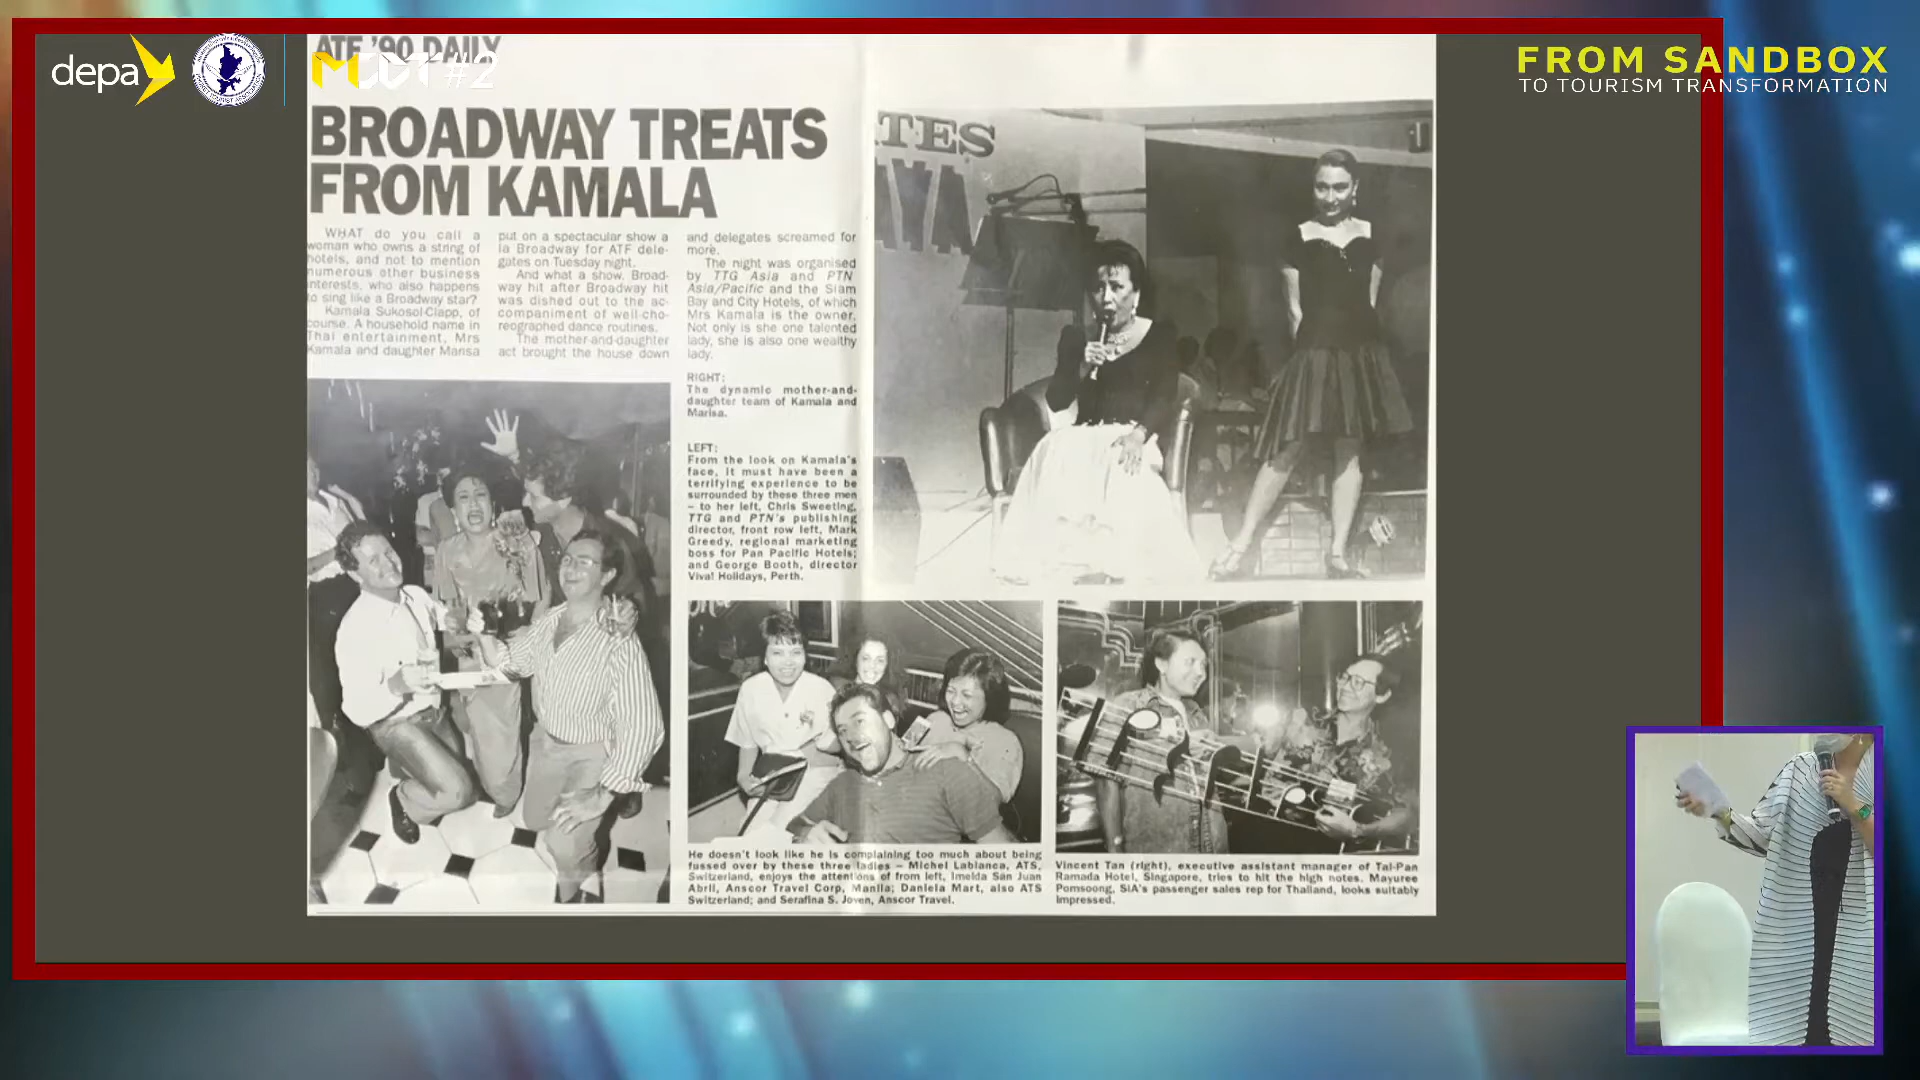 depa
#2
FROM SANDBOX
TO TOURISM TRANSFORMATION
ATF '90 DAILY
BROADWAY TREATS
FROM KAMALA
WHAT do you call a
woman who owns a string of
hotels, and not to mention
numerous other business
interests, who also happens
to sing like a Broadway star?
Kamala Sukosol-Clapp, of
course. A household name in
Thai entertainment, Mrs
Kamala and daughter Marisa
put on a spectacular show a
la Broadway for ATF dele-
gates on Tuesday night.
And what a show. Broad-
way hit after Broadway hit
was dished out to the ac-
companiment of well-cho-
reographed dance routines.
The mother-and-daughter
act brought the house down
and delegates screamed for
more.
The night was organised
by TTG Asia and PTN
Asia/Pacific and the Siam
Bay and City Hotels, of which
Mrs Kamala is the owner.
Not only is she one talented
lady, she is also one wealthy
lady.
RIGHT:
The dynamic mother-and-
daughter team of Kamala and
Marisa.
LEFT:
From the look on Kamala's
face, it must have been a
terrifying experience to be
surrounded by these three men
– to her left, Chris Sweeting,
TTG and PTN's publishing
director, front row left, Mark
Greedy, regional marketing
boss for Pan Pacific Hotels;
and George Booth, director
Viva! Holidays, Perth.
TES
AYA
He doesn't look like he is complaining too much about being
fussed over by these three ladies – Michel Labianca, ATS,
Switzerland, enjoys the attentions of from left, Imelda San Juan
Abril, Anscor Travel Corp, Manila; Daniela Mart, also ATS
Switzerland; and Serafina S. Joven, Anscor Travel.
Vincent Tan (right), executive assistant manager of Tai-Pan
Ramada Hotel, Singapore, tries to hit the high notes. Mayuree
Pornsoong, SIA's passenger sales rep for Thailand, looks suitably
impressed.